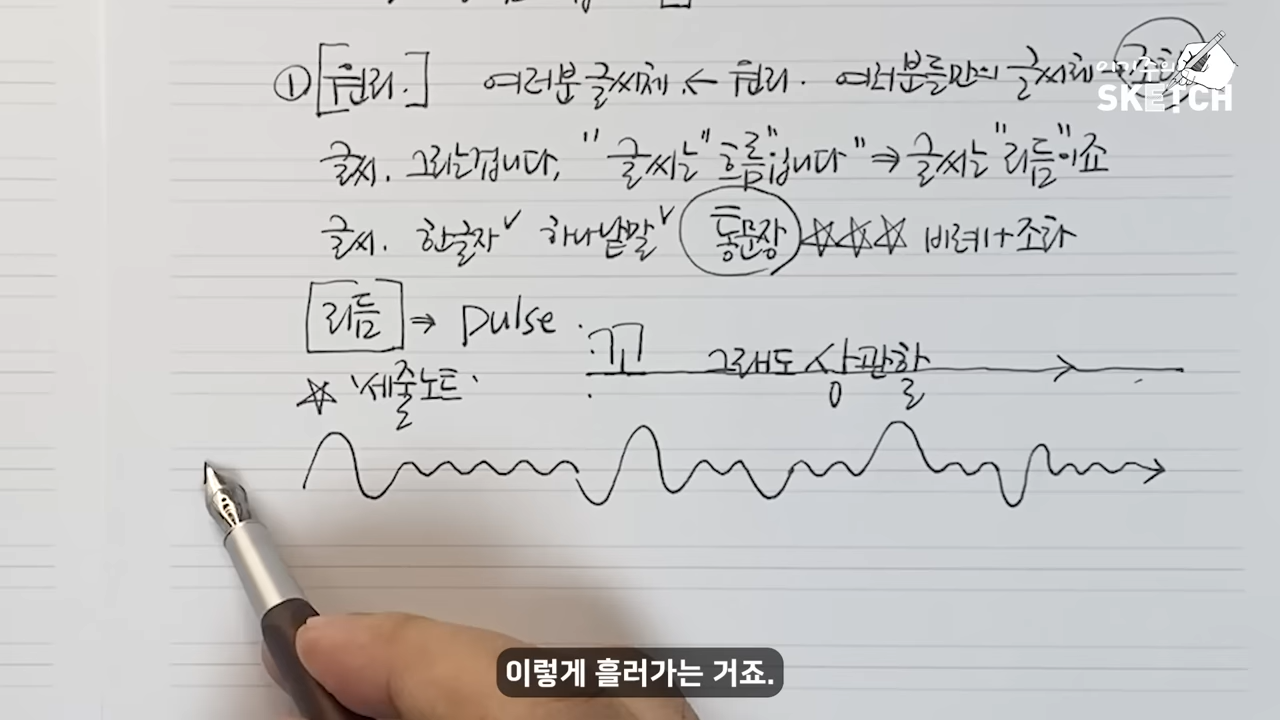 ① [원리.] 여러분글씨체 ← 원리. 여러분들만의 글씨체 →
SKETCH
글씨. 그리는겁니다, "글씨는"흐름"입니다" ⇒ 글씨는"리듬"이죠
글씨. 한글자✓ 하나낱말✓ 통문장 ☆☆☆ 비례+조화
리듬 ⇒ Pulse.
꼬 그래도 상관할
☆ '세줄노트'
이렇게 흘러가는 거죠.